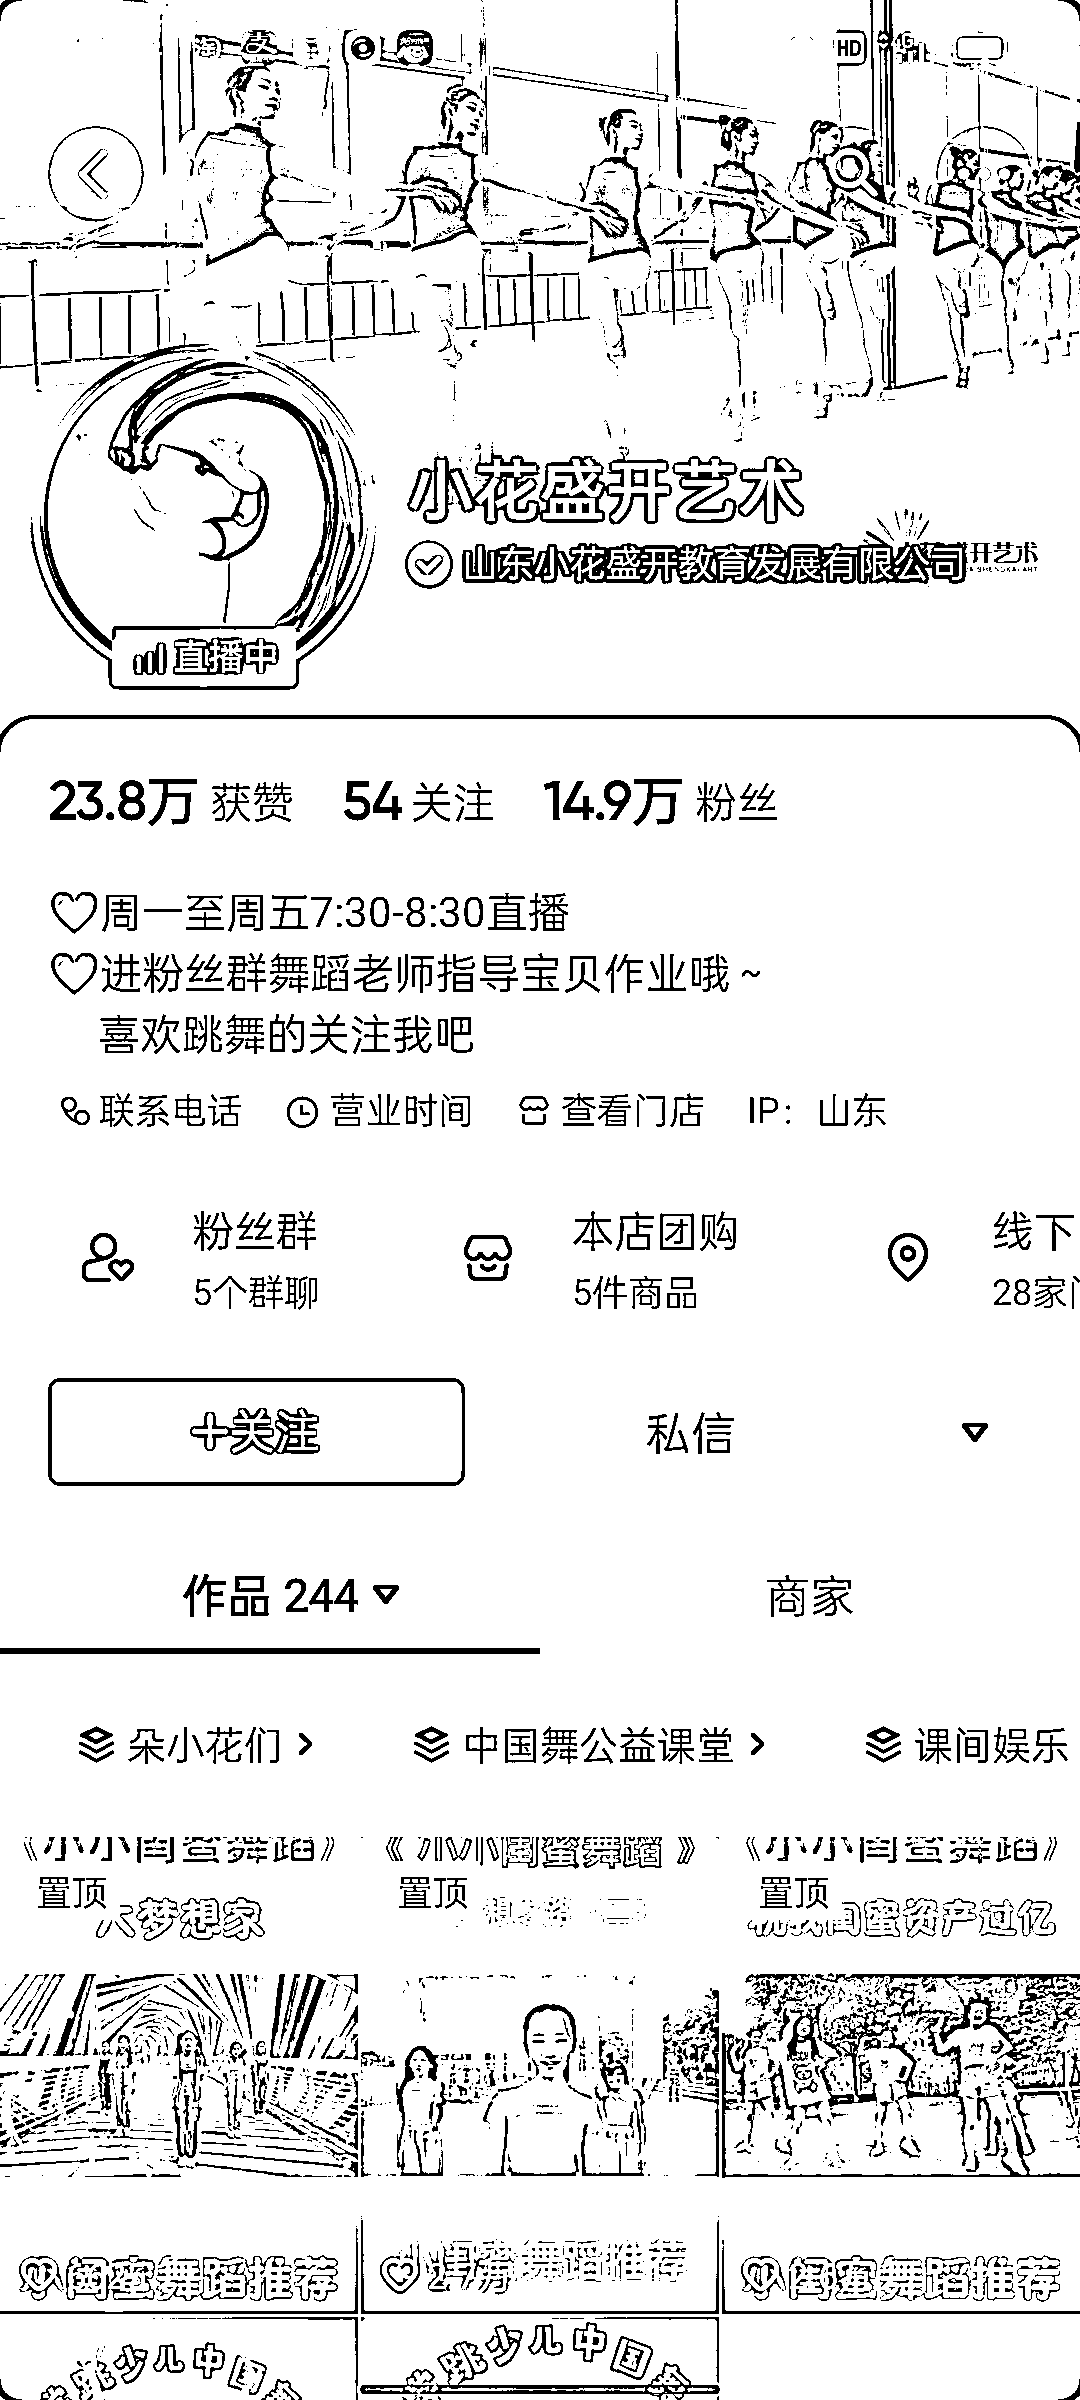 HD
小花盛开艺术
山东小花盛开教育发展有限公司
开艺术
直播中
23.8万 获赞 54 关注 14.9万 粉丝
♡周一至周五7:30-8:30直播
♡进粉丝群舞蹈老师指导宝贝作业哦~
喜欢跳舞的关注我吧
联系电话 营业时间 查看门店 IP：山东
粉丝群 本店团购 线下
5个群聊 5件商品 28家门
+关注 私信
作品 244 商家
朵小花们 中国舞公益课堂 课间娱乐
《小小闺蜜舞蹈》 《小小闺蜜舞蹈》 《小小闺蜜舞蹈》
置顶 置顶 置顶
梦想家 闺蜜资产过亿
闺蜜舞蹈推荐 闺蜜舞蹈推荐 闺蜜舞蹈推荐
跳少儿中国 跳少儿中国